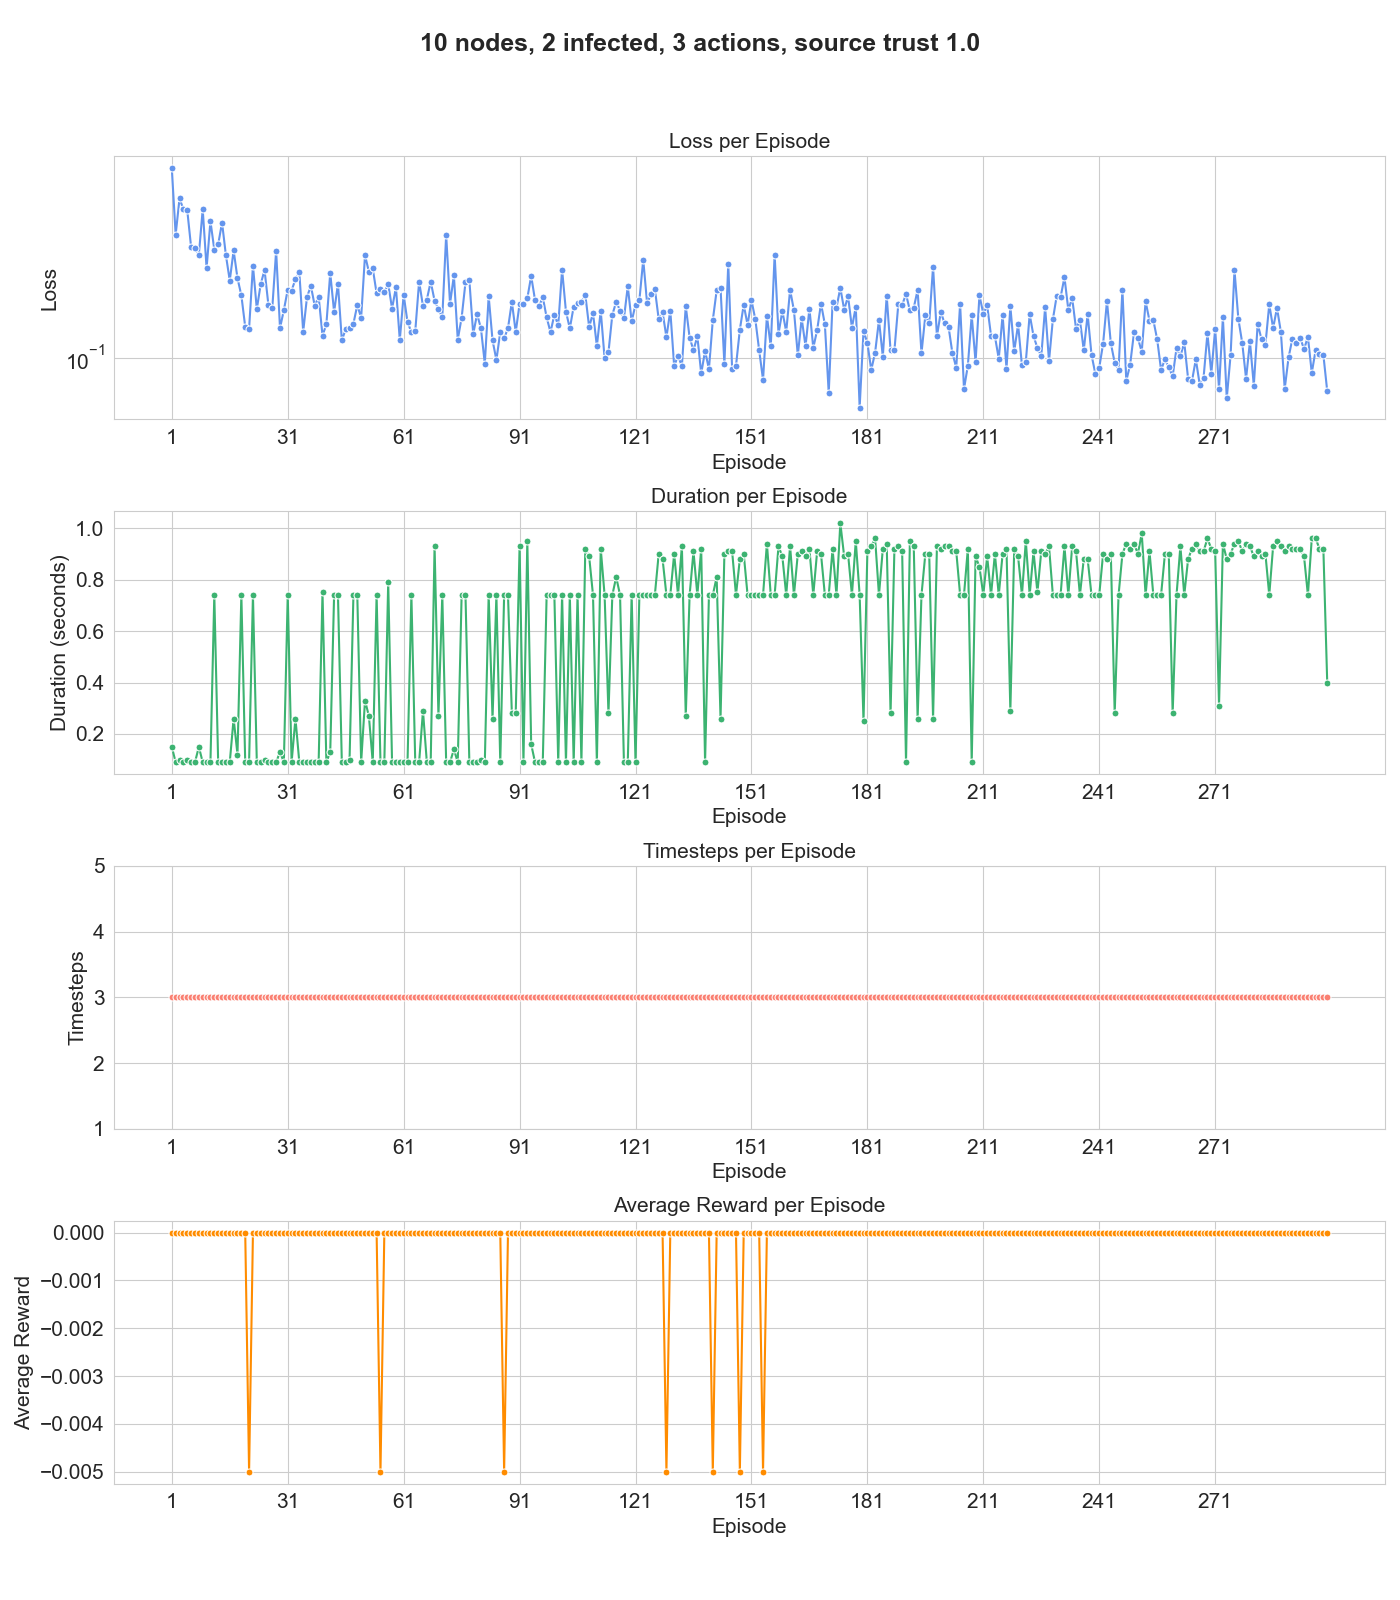 10 nodes, 2 infected, 3 actions, source trust 1.0
Loss per Episode
Loss
10⁻¹
1 31 61 91 121 151 181 211 241 271
Episode
Duration per Episode
Duration (seconds)
1.0
0.8
0.6
0.4
0.2
1 31 61 91 121 151 181 211 241 271
Episode
Timesteps per Episode
Timesteps
5
4
3
2
1
1 31 61 91 121 151 181 211 241 271
Episode
Average Reward per Episode
Average Reward
0.000
−0.001
−0.002
−0.003
−0.004
−0.005
1 31 61 91 121 151 181 211 241 271
Episode